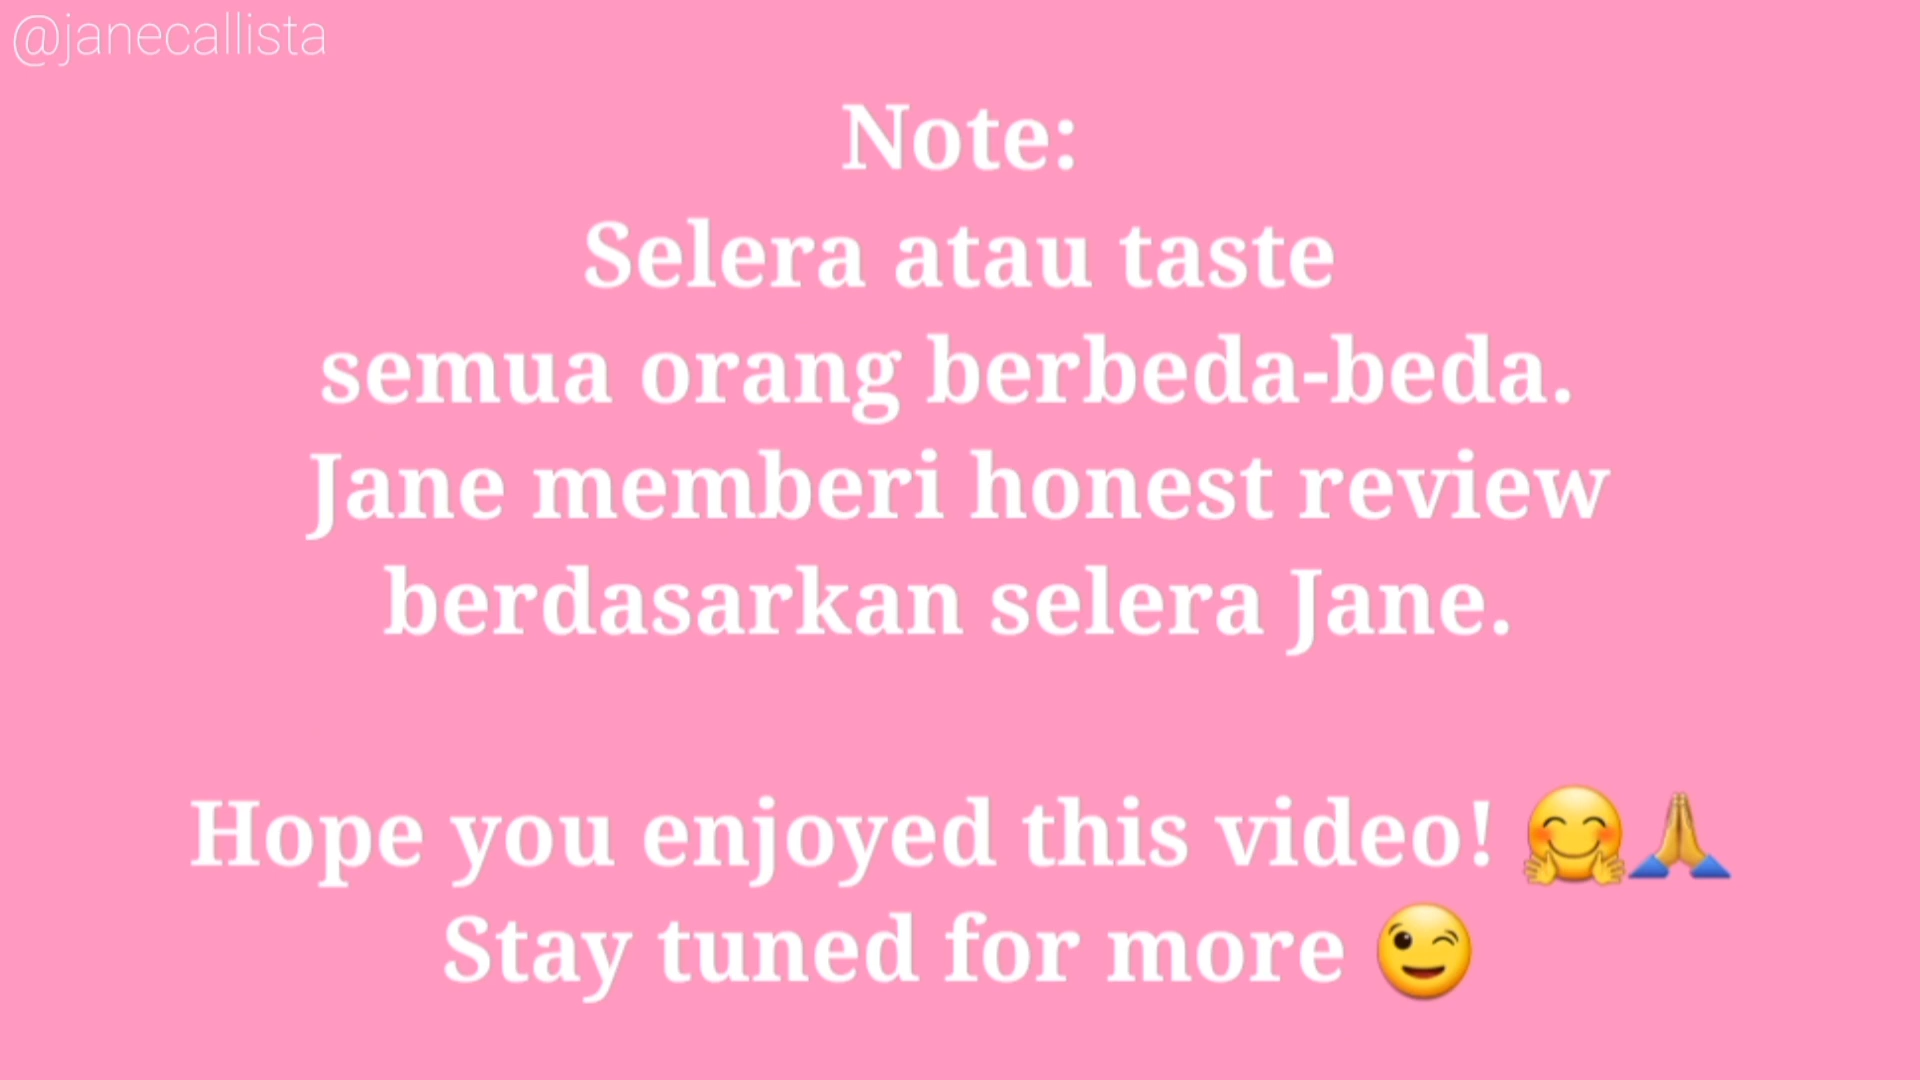 @janecallista
Note:
Selera atau taste
semua orang berbeda-beda.
Jane memberi honest review
berdasarkan selera Jane.
Hope you enjoyed this video! 🤗🙏
Stay tuned for more 😉